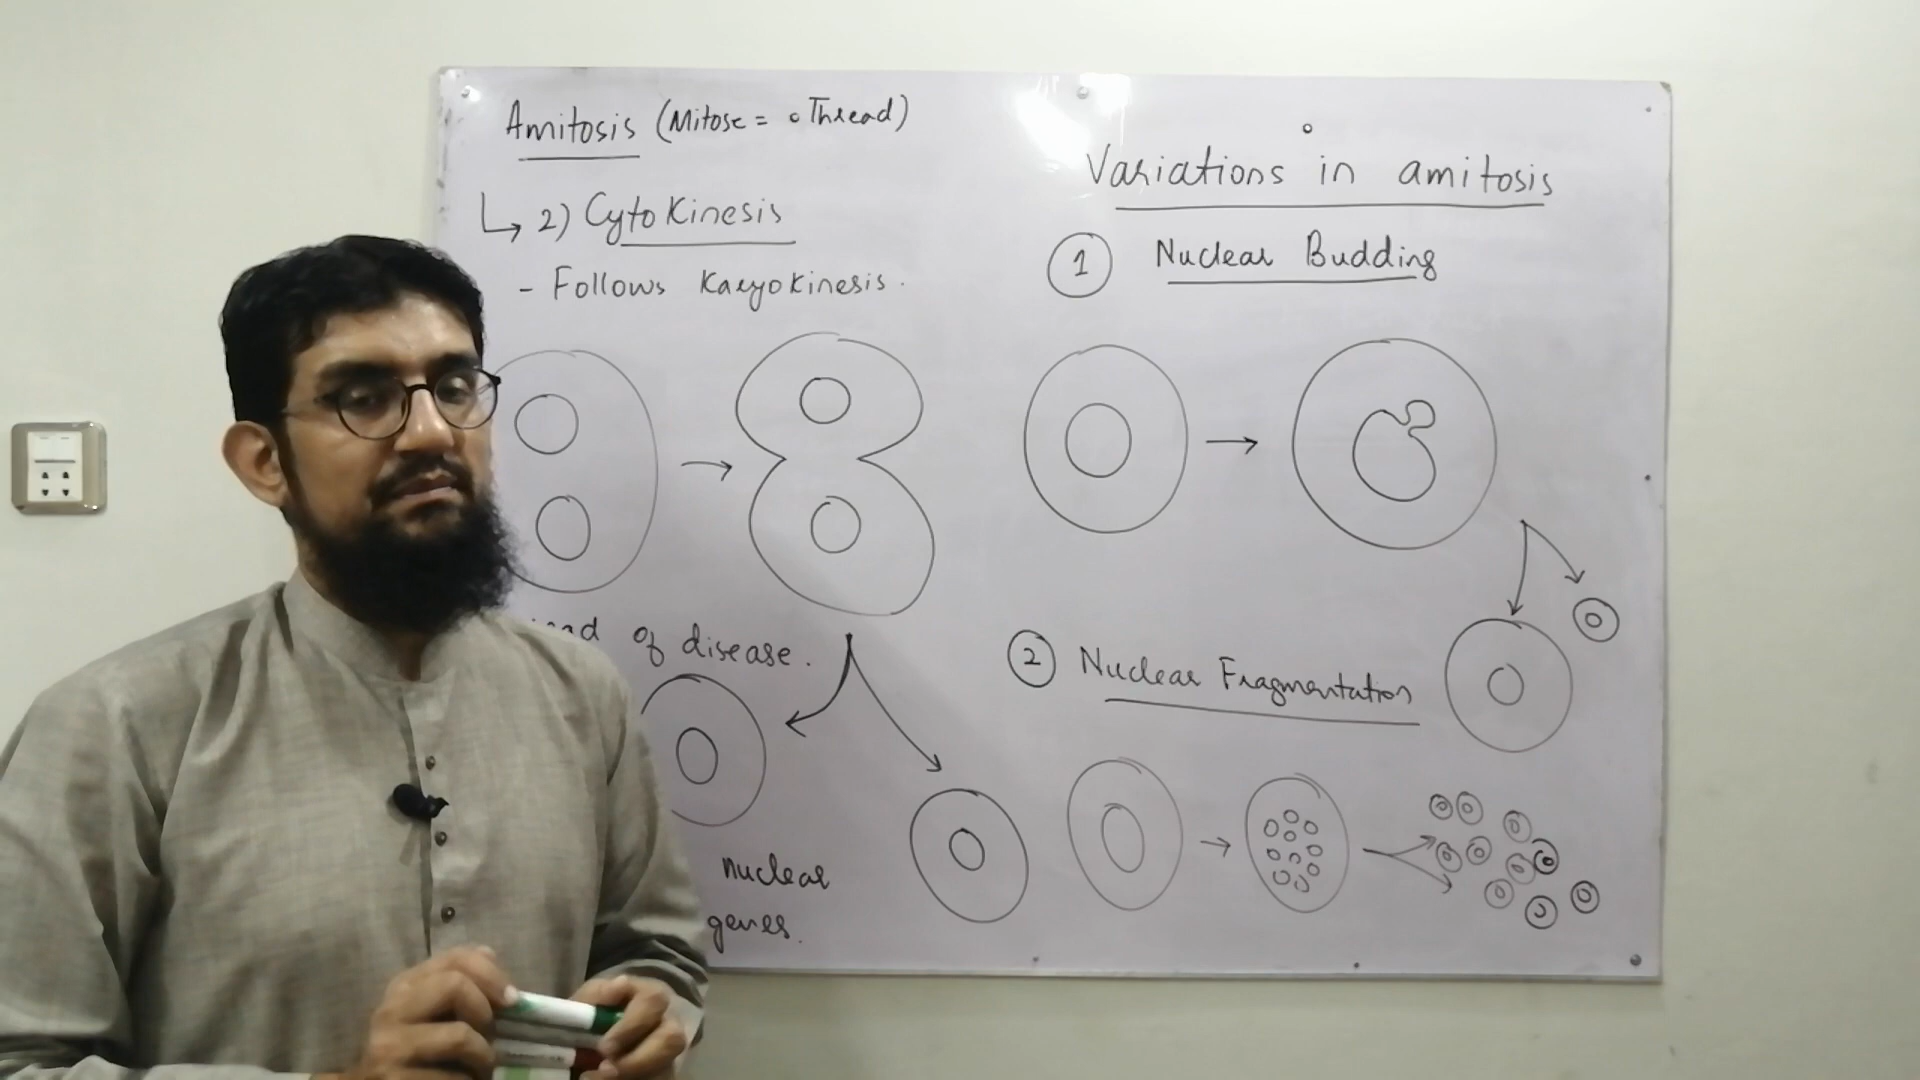 Amitosis (Mitose = Thread)
2) Cytokinesis
- Follows Karyokinesis.
of disease.
nuclear
genes.
Variations in amitosis
1 Nuclear Budding
2 Nuclear Fragmentation